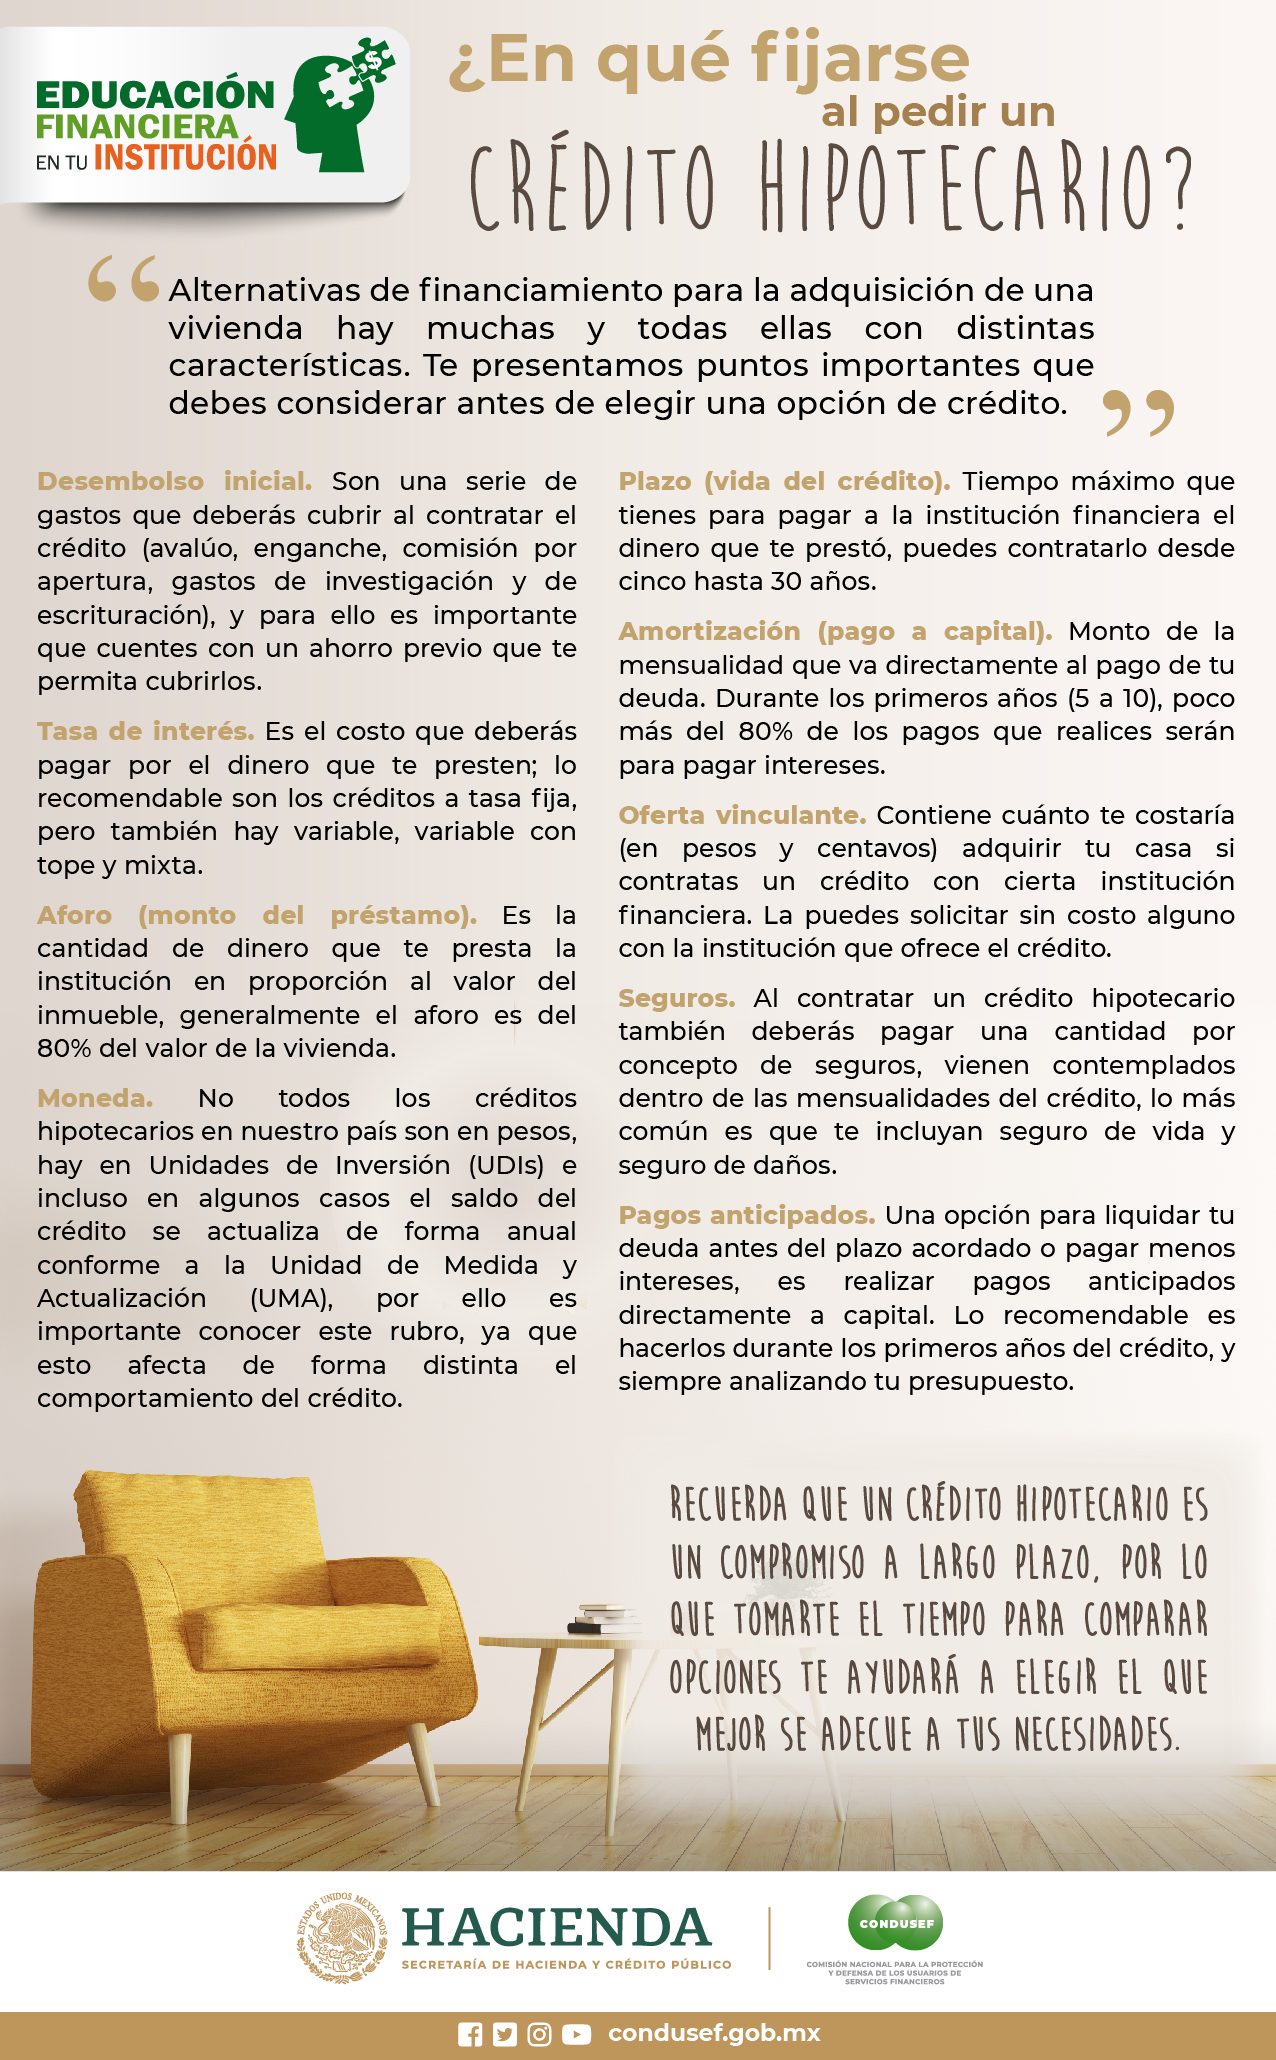 EDUCACIÓN
FINANCIERA
EN TU INSTITUCIÓN
¿En qué fijarse
al pedir un
CRÉDITO HIPOTECARIO?
“ Alternativas de financiamiento para la adquisición de una
vivienda hay muchas y todas ellas con distintas
características. Te presentamos puntos importantes que
debes considerar antes de elegir una opción de crédito. ”
Desembolso inicial. Son una serie de
gastos que deberás cubrir al contratar el
crédito (avalúo, enganche, comisión por
apertura, gastos de investigación y de
escrituración), y para ello es importante
que cuentes con un ahorro previo que te
permita cubrirlos.
Tasa de interés. Es el costo que deberás
pagar por el dinero que te presten; lo
recomendable son los créditos a tasa fija,
pero también hay variable, variable con
tope y mixta.
Aforo (monto del préstamo). Es la
cantidad de dinero que te presta la
institución en proporción al valor del
inmueble, generalmente el aforo es del
80% del valor de la vivienda.
Moneda. No todos los créditos
hipotecarios en nuestro país son en pesos,
hay en Unidades de Inversión (UDIs) e
incluso en algunos casos el saldo del
crédito se actualiza de forma anual
conforme a la Unidad de Medida y
Actualización (UMA), por ello es
importante conocer este rubro, ya que
esto afecta de forma distinta el
comportamiento del crédito.
Plazo (vida del crédito). Tiempo máximo que
tienes para pagar a la institución financiera el
dinero que te prestó, puedes contratarlo desde
cinco hasta 30 años.
Amortización (pago a capital). Monto de la
mensualidad que va directamente al pago de tu
deuda. Durante los primeros años (5 a 10), poco
más del 80% de los pagos que realices serán
para pagar intereses.
Oferta vinculante. Contiene cuánto te costaría
(en pesos y centavos) adquirir tu casa si
contratas un crédito con cierta institución
financiera. La puedes solicitar sin costo alguno
con la institución que ofrece el crédito.
Seguros. Al contratar un crédito hipotecario
también deberás pagar una cantidad por
concepto de seguros, vienen contemplados
dentro de las mensualidades del crédito, lo más
común es que te incluyan seguro de vida y
seguro de daños.
Pagos anticipados. Una opción para liquidar tu
deuda antes del plazo acordado o pagar menos
intereses, es realizar pagos anticipados
directamente a capital. Lo recomendable es
hacerlos durante los primeros años del crédito, y
siempre analizando tu presupuesto.
RECUERDA QUE UN CRÉDITO HIPOTECARIO ES
UN COMPROMISO A LARGO PLAZO, POR LO
QUE TOMARTE EL TIEMPO PARA COMPARAR
OPCIONES TE AYUDARÁ A ELEGIR EL QUE
MEJOR SE ADECUE A TUS NECESIDADES.
ESTADOS UNIDOS MEXICANOS
HACIENDA
SECRETARÍA DE HACIENDA Y CRÉDITO PÚBLICO
CONDUSEF
COMISIÓN NACIONAL PARA LA PROTECCIÓN
Y DEFENSA DE LOS USUARIOS DE
SERVICIOS FINANCIEROS
condusef.gob.mx